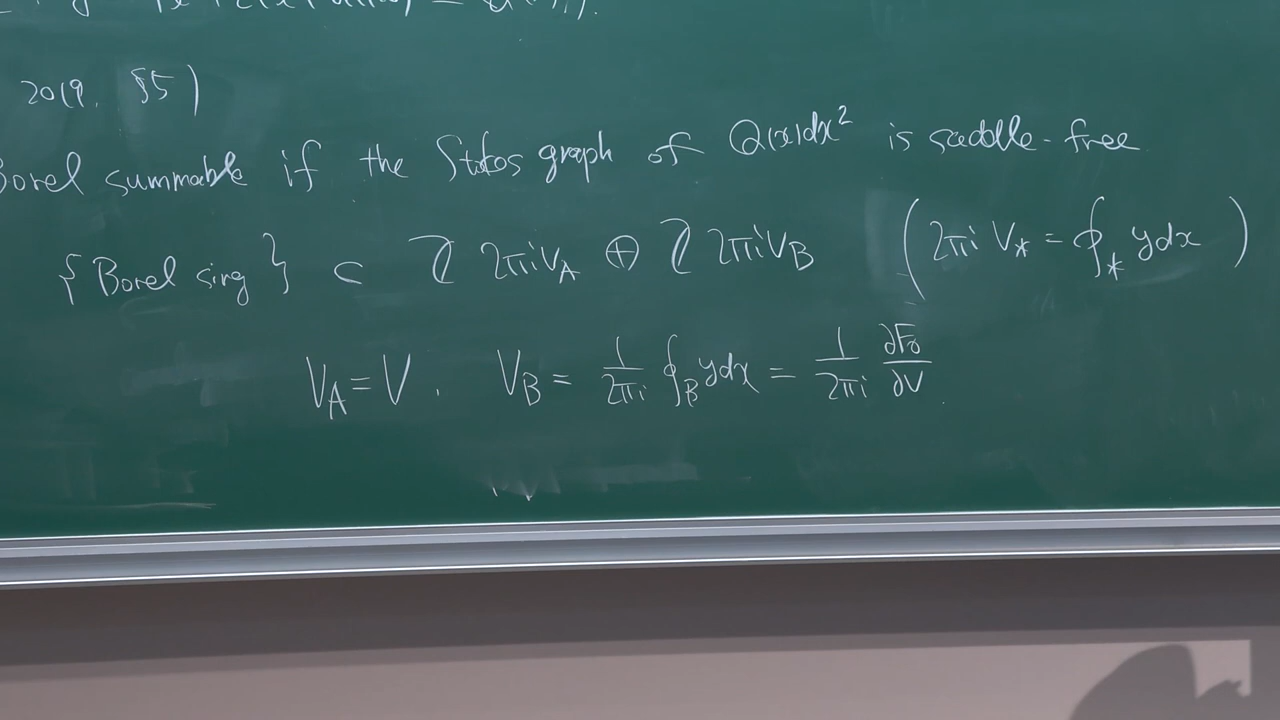 2019. §5)
Borel summable if the Stokes graph of Q(x)dx² is saddle-free
{Borel sing} ⊂ ℤ 2πiV_A ⊕ ℤ 2πiV_B (2πi V_* = ∮_* ydx)
V_A = V. V_B = 1/2πi ∮_B ydx = 1/2πi ∂F₀/∂V.